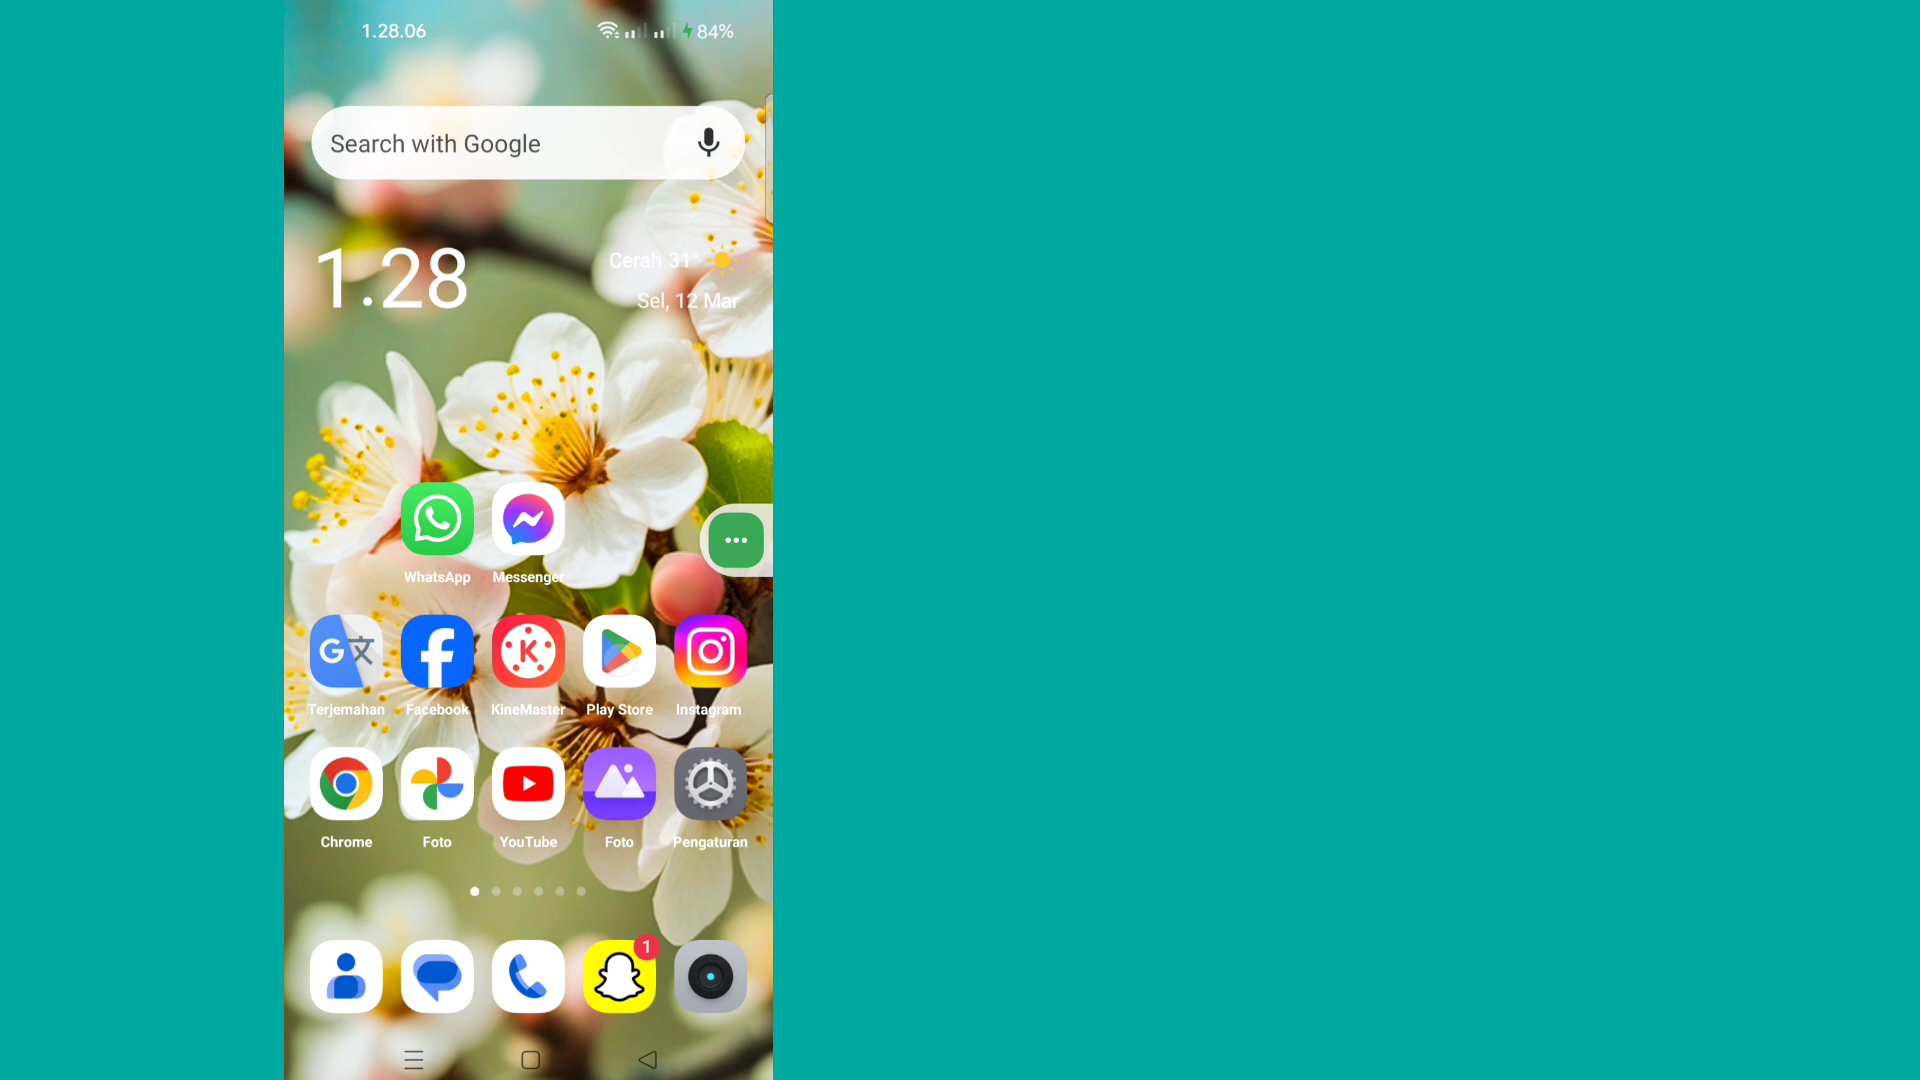 1.28.06
84%
Search with Google
1.28
Cerah 31°
Sel, 12 Mar
WhatsApp
Messenger
Terjemahan
Facebook
KineMaster
Play Store
Instagram
Chrome
Foto
YouTube
Foto
Pengaturan
1